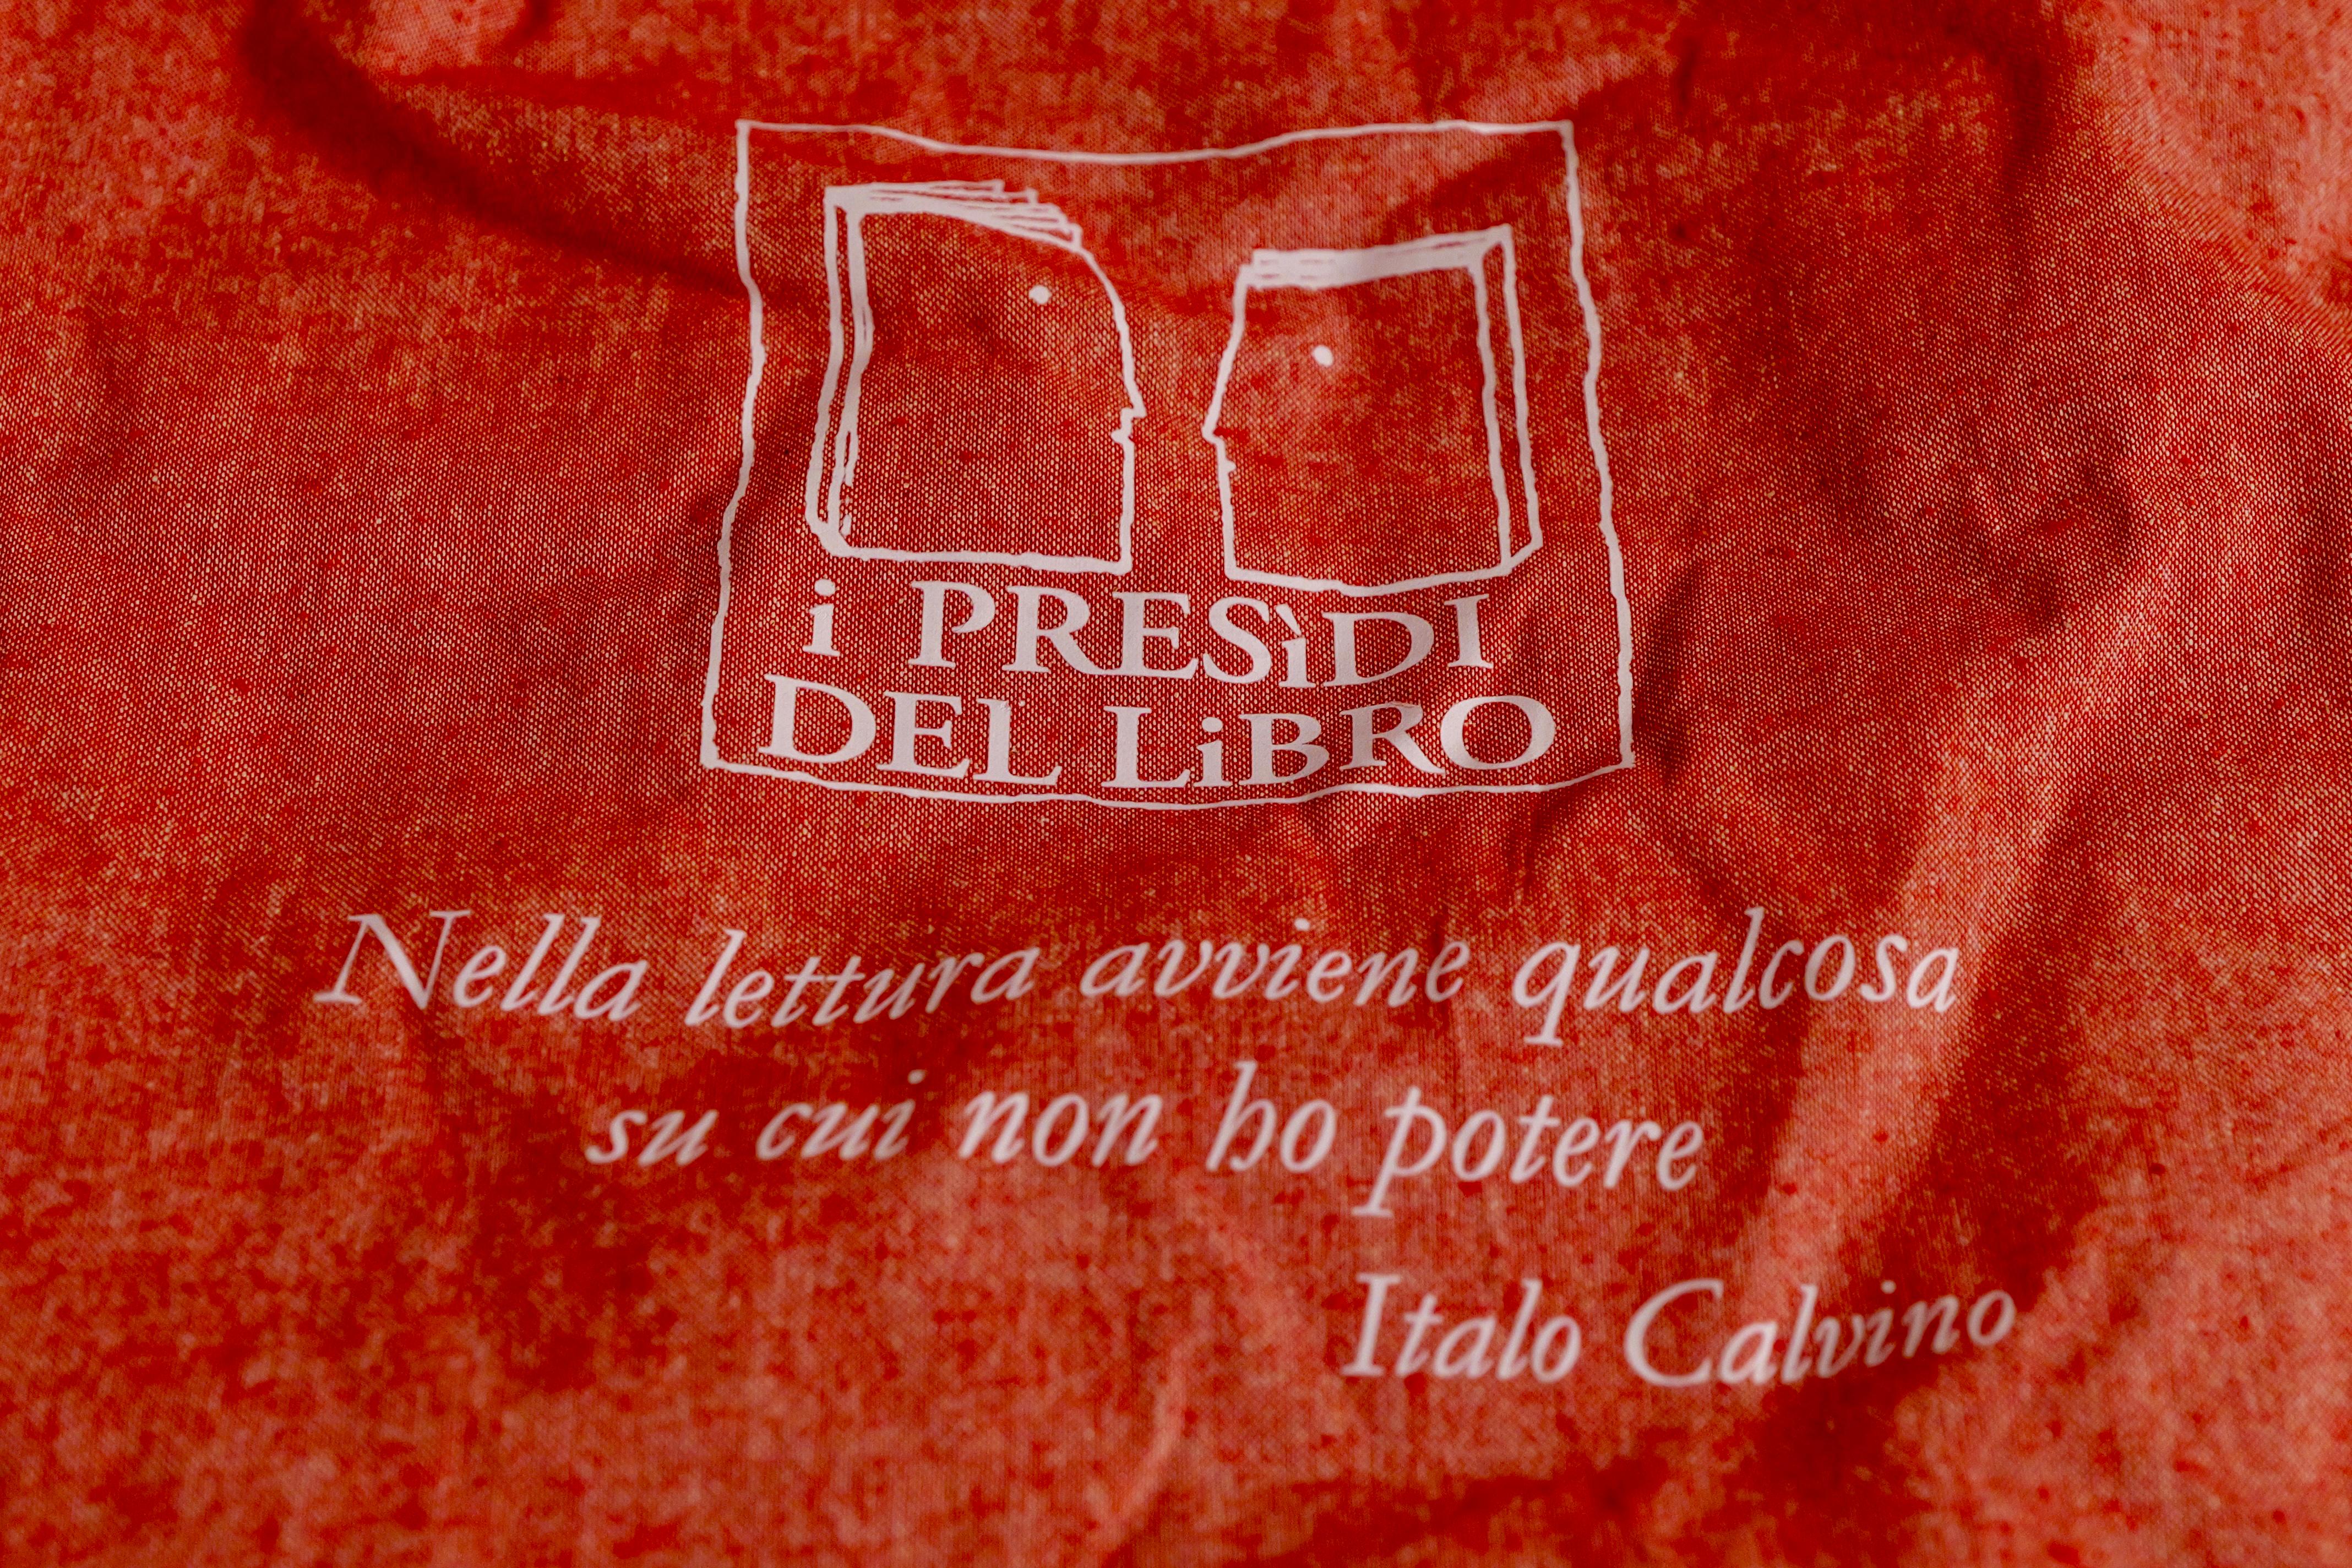 i PRESìDI
DEL LiBRO
Nella lettura avviene qualcosa
su cui non ho potere
Italo Calvino